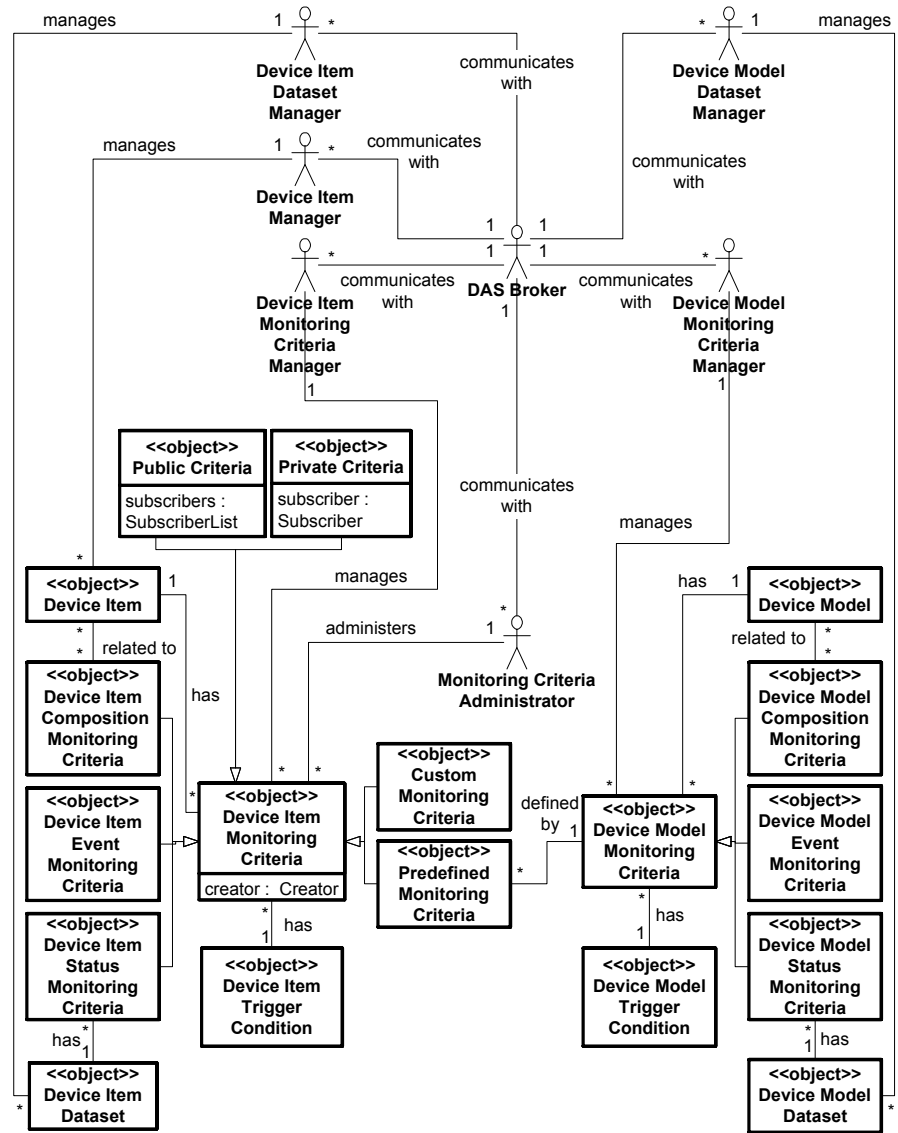 manages
1
*
communicates
with
Device Item
Dataset
Manager
*
1
manages
Device Model
Dataset
Manager
manages
1
*
communicates
with
Device Item
Manager
communicates
with
1
1
1
1
1
DAS Broker
*
communicates
with
Device Item
Monitoring
Criteria
Manager
1
*
communicates
with
Device Model
Monitoring
Criteria
Manager
1
<<object>>
Public Criteria
subscribers :
SubscriberList
<<object>>
Private Criteria
subscriber :
Subscriber
communicates
with
manages
manages
*
<<object>>
Device Item
1
*
*
related to
has
administers
1
*
Monitoring Criteria
Administrator
has
1
<<object>>
Device Model
related to
*
*
<<object>>
Device Item
Composition
Monitoring
Criteria
<<object>>
Device Item
Event
Monitoring
Criteria
<<object>>
Device Item
Status
Monitoring
Criteria
*
*
*
<<object>>
Device Item
Monitoring
Criteria
creator : Creator
<<object>>
Custom
Monitoring
Criteria
<<object>>
Predefined
Monitoring
Criteria
defined
by
1
*
*
*
<<object>>
Device Model
Monitoring
Criteria
<<object>>
Device Model
Composition
Monitoring
Criteria
<<object>>
Device Model
Event
Monitoring
Criteria
<<object>>
Device Model
Status
Monitoring
Criteria
*
has
1
<<object>>
Device Item
Trigger
Condition
*
has
1
<<object>>
Device Model
Trigger
Condition
*
has
1
*
<<object>>
Device Item
Dataset
*
has
1
<<object>>
Device Model
Dataset
*